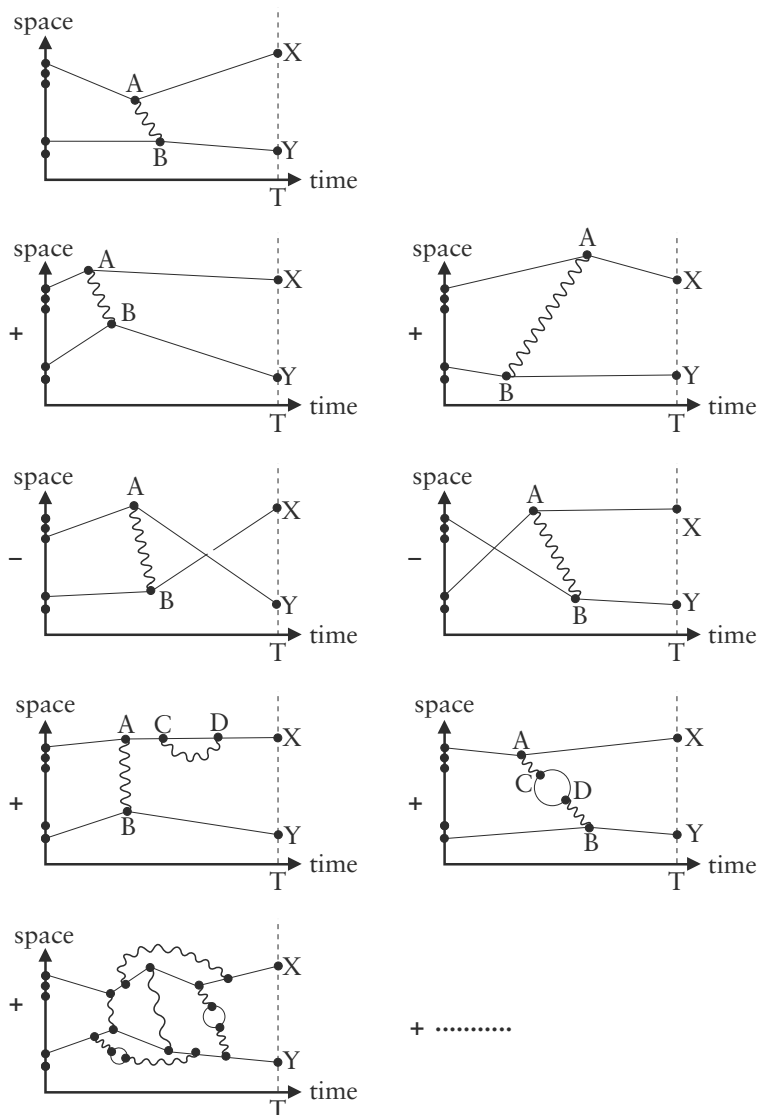 space
X
A
B
Y
time
T
space
A
X
B
+
Y
time
T
space
A
X
+
B
Y
time
T
space
A
X
B
–
Y
time
T
space
A
X
–
B
Y
time
T
space
A C D
X
+
B
Y
time
T
space
A
X
C D
+
B
Y
time
T
space
X
+
Y
time
T
+ ...........